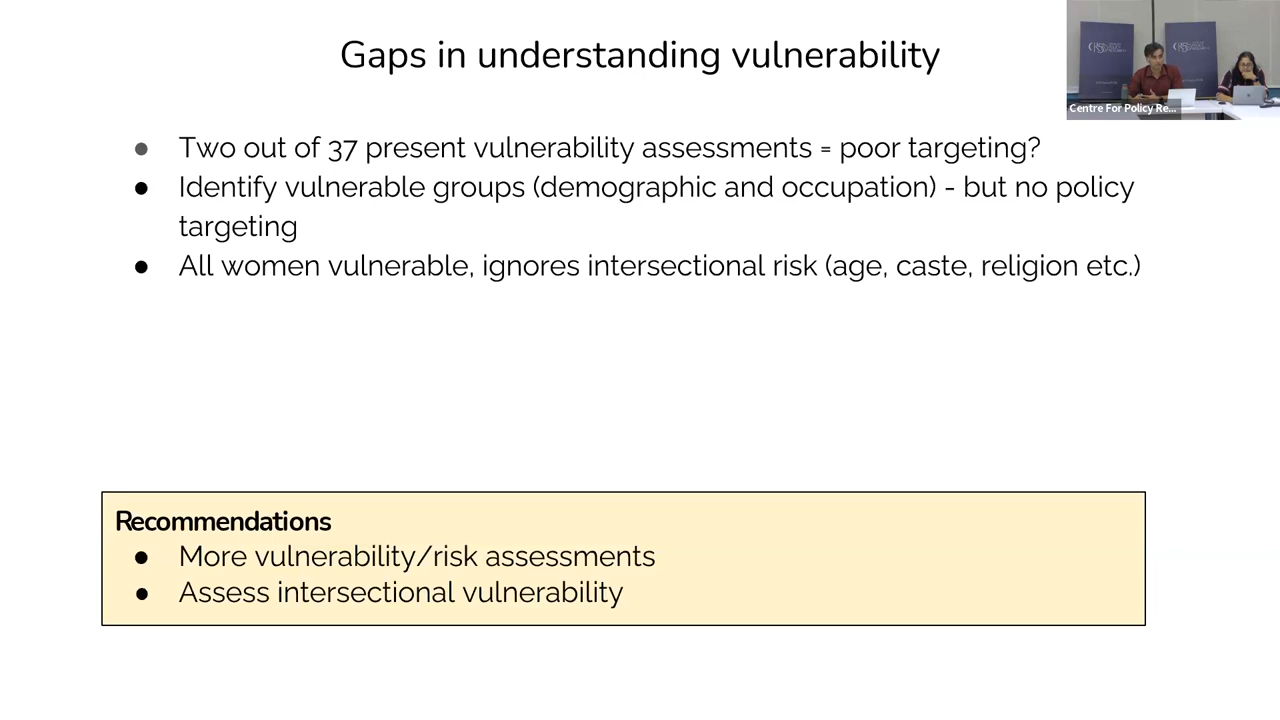 Gaps in understanding vulnerability
Centre For Policy Re...
● Two out of 37 present vulnerability assessments = poor targeting?
● Identify vulnerable groups (demographic and occupation) - but no policy
targeting
● All women vulnerable, ignores intersectional risk (age, caste, religion etc.)
Recommendations
● More vulnerability/risk assessments
● Assess intersectional vulnerability